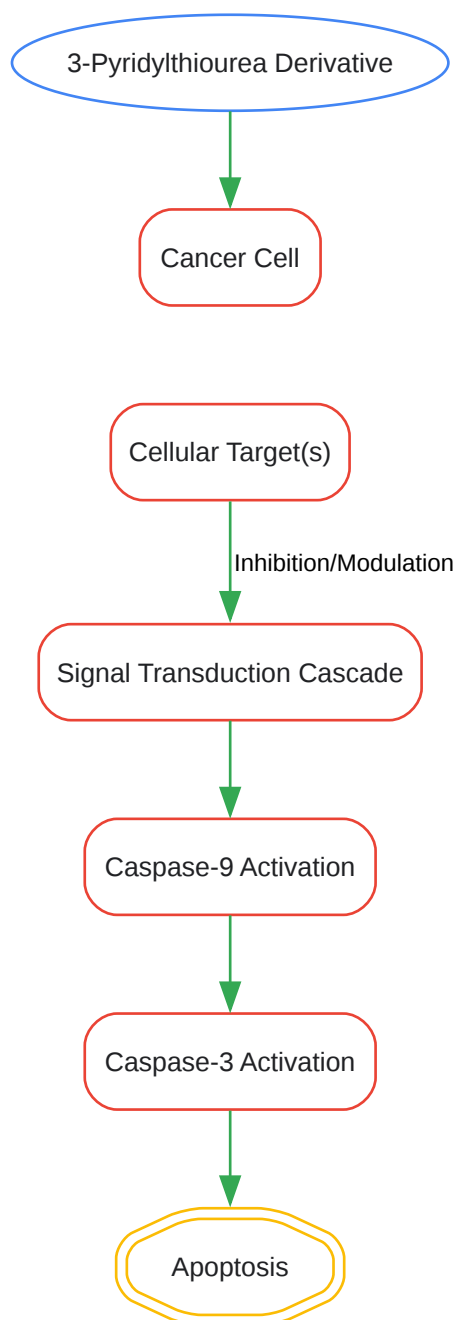 3-Pyridylthiourea Derivative
Cancer Cell
Cellular Target(s)
Inhibition/Modulation
Signal Transduction Cascade
Caspase-9 Activation
Caspase-3 Activation
Apoptosis